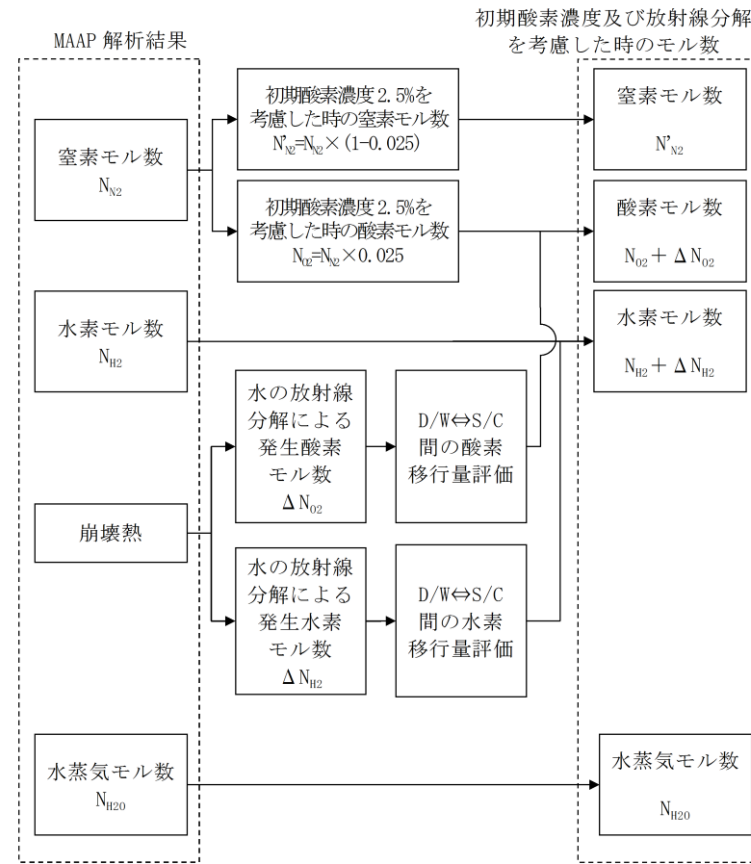 MAAP 解析結果
初期酸素濃度及び放射線分解
を考慮した時のモル数
窒素モル数
N_N2
初期酸素濃度2.5%を
考慮した時の窒素モル数
N'_N2=N_N2×(1-0.025)
窒素モル数
N'_N2
初期酸素濃度2.5%を
考慮した時の酸素モル数
N_O2=N_N2×0.025
酸素モル数
N_O2+ΔN_O2
水素モル数
N_H2
水素モル数
N_H2+ΔN_H2
崩壊熱
水の放射線
分解による
発生酸素
モル数
ΔN_O2
D/W⇔S/C
間の酸素
移行量評価
水の放射線
分解による
発生水素
モル数
ΔN_H2
D/W⇔S/C
間の水素
移行量評価
水蒸気モル数
N_H2O
水蒸気モル数
N_H2O